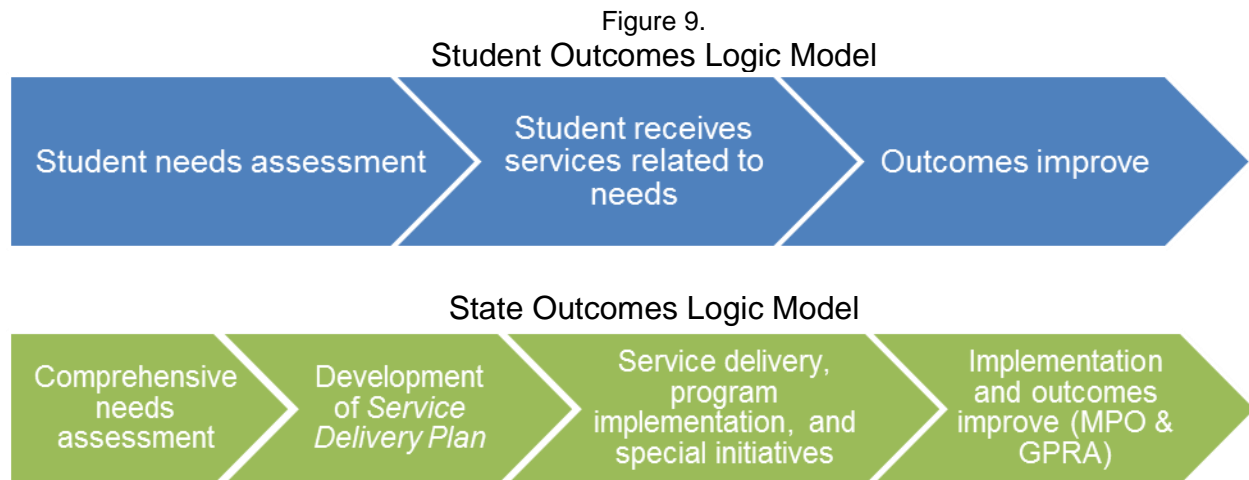 Figure 9.
Student Outcomes Logic Model
Student needs assessment
Student receives
services related to
needs
Outcomes improve
State Outcomes Logic Model
Comprehensive
needs
assessment
Development
of Service
Delivery Plan
Service delivery,
program
implementation, and
special initiatives
Implementation
and outcomes
improve (MPO &
GPRA)